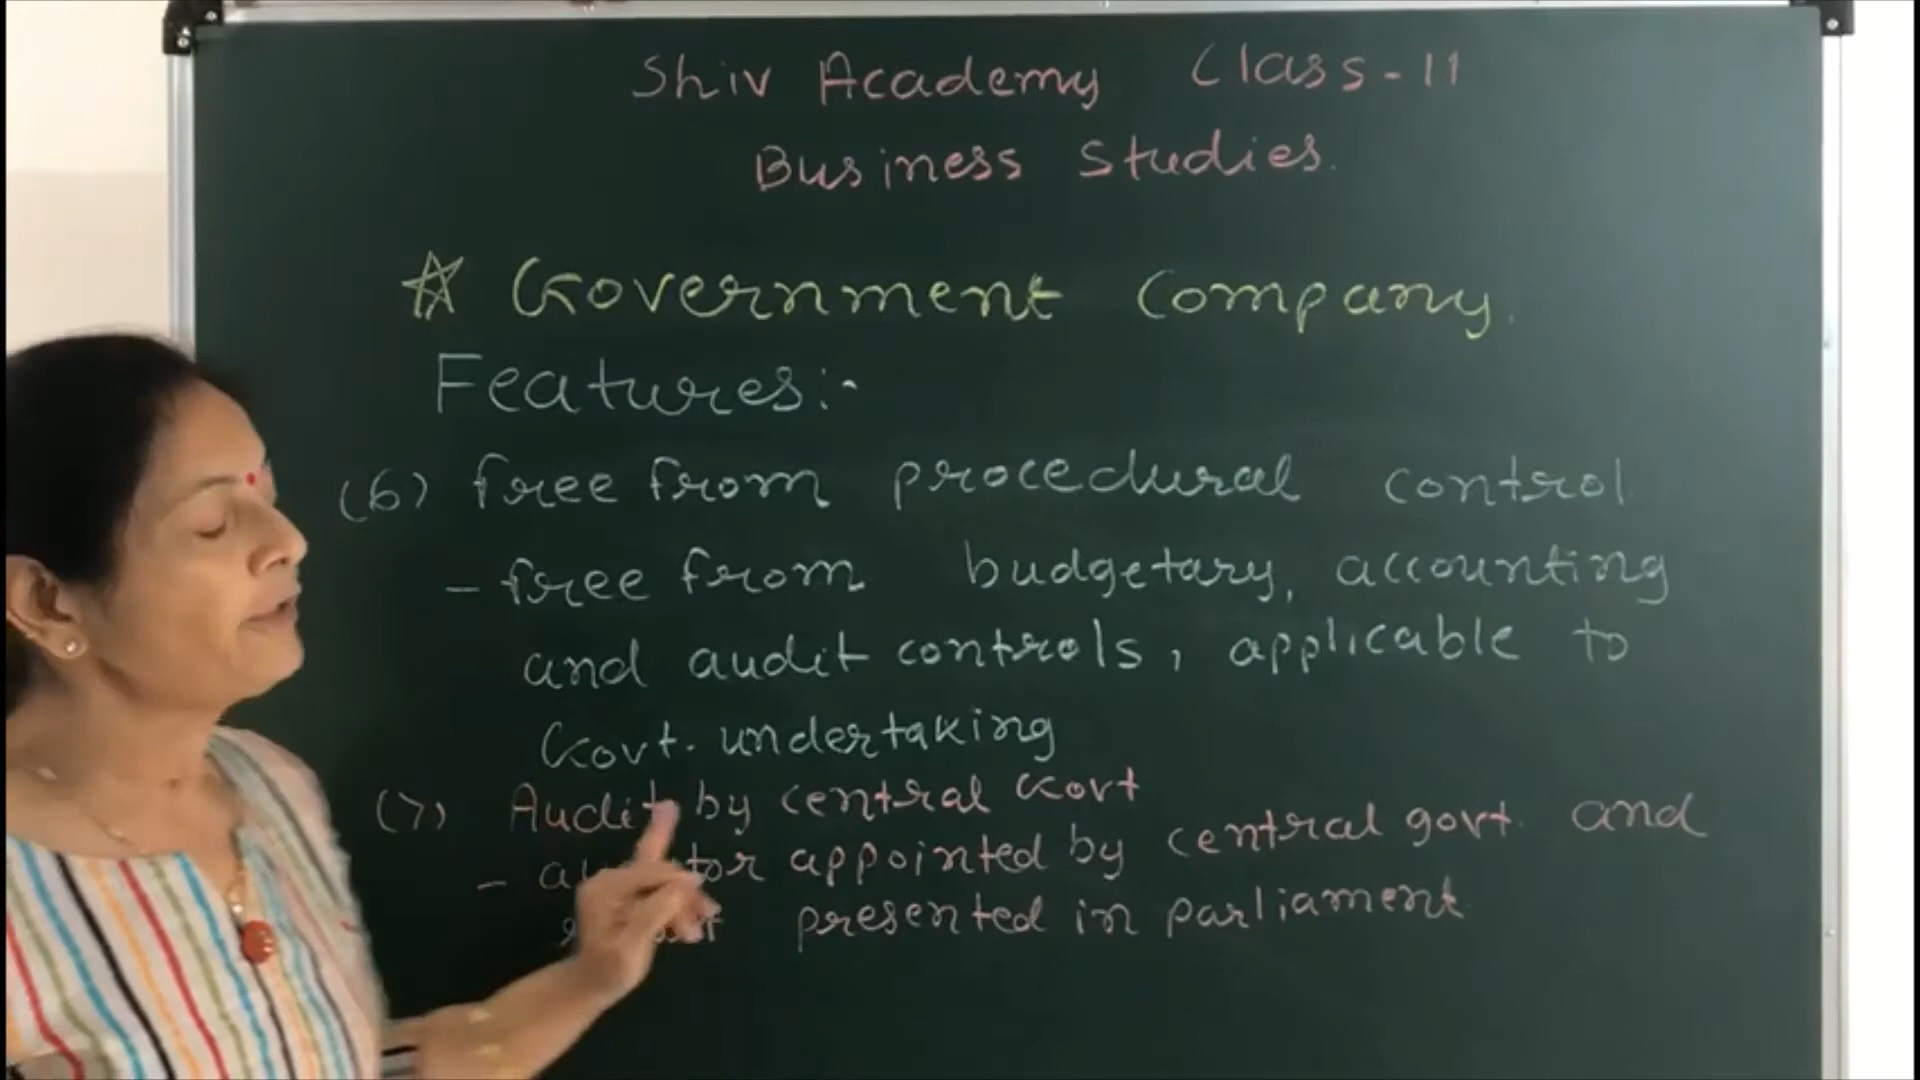 Shiv Academy Class-11
Business Studies.
☆ Government Company.
Features:-
(6) free from procedural control
- free from budgetary, accounting
and audit controls, applicable to
Govt. undertaking
(7) Audit by central Govt
- appointed by central govt. and
presented in parliament